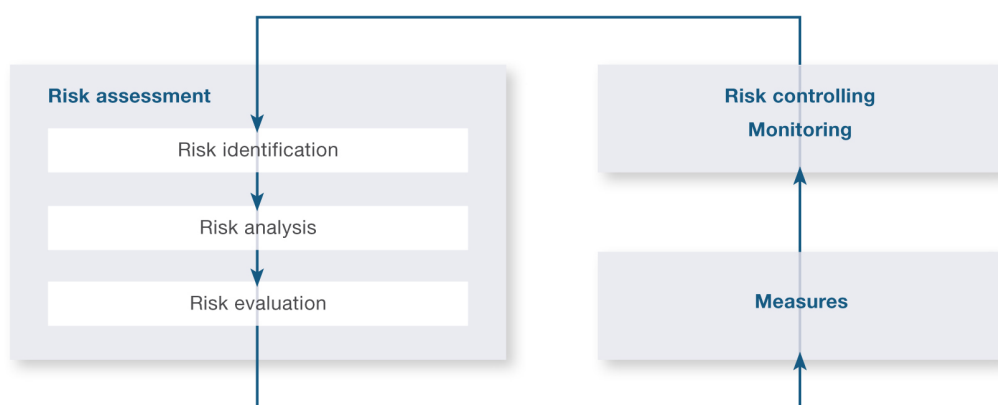 Risk assessment
Risk identification
Risk analysis
Risk evaluation
Risk controlling
Monitoring
Measures